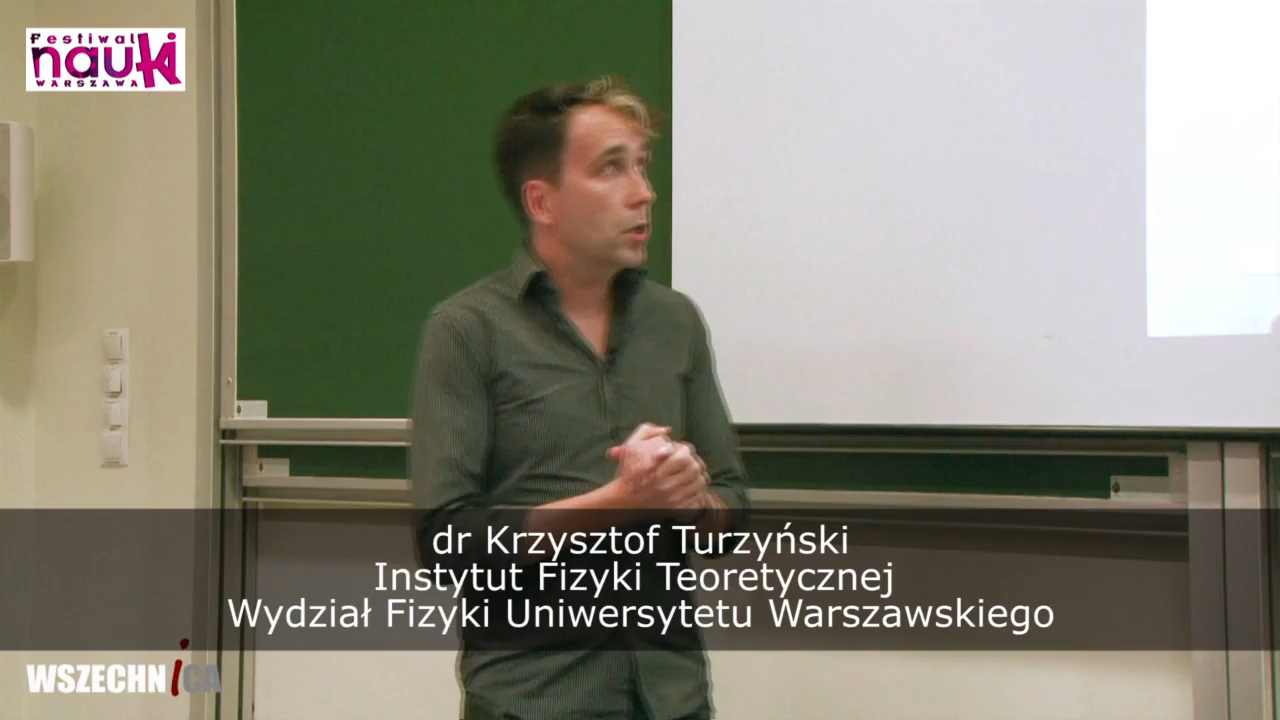 Festiwal
nauki
WARSZAWA
dr Krzysztof Turzyński
Instytut Fizyki Teoretycznej
Wydział Fizyki Uniwersytetu Warszawskiego
WSZECHNiCA